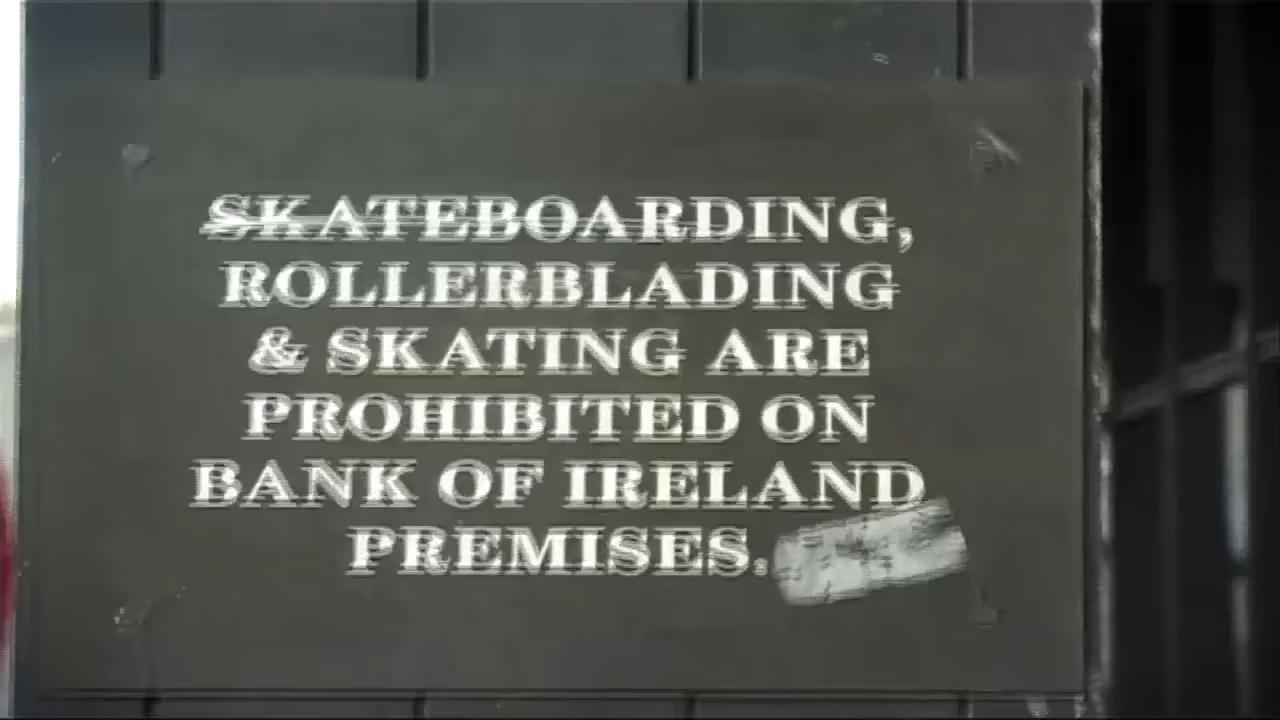 SKATEBOARDING,
ROLLERBLADING
& SKATING ARE
PROHIBITED ON
BANK OF IRELAND
PREMISES.